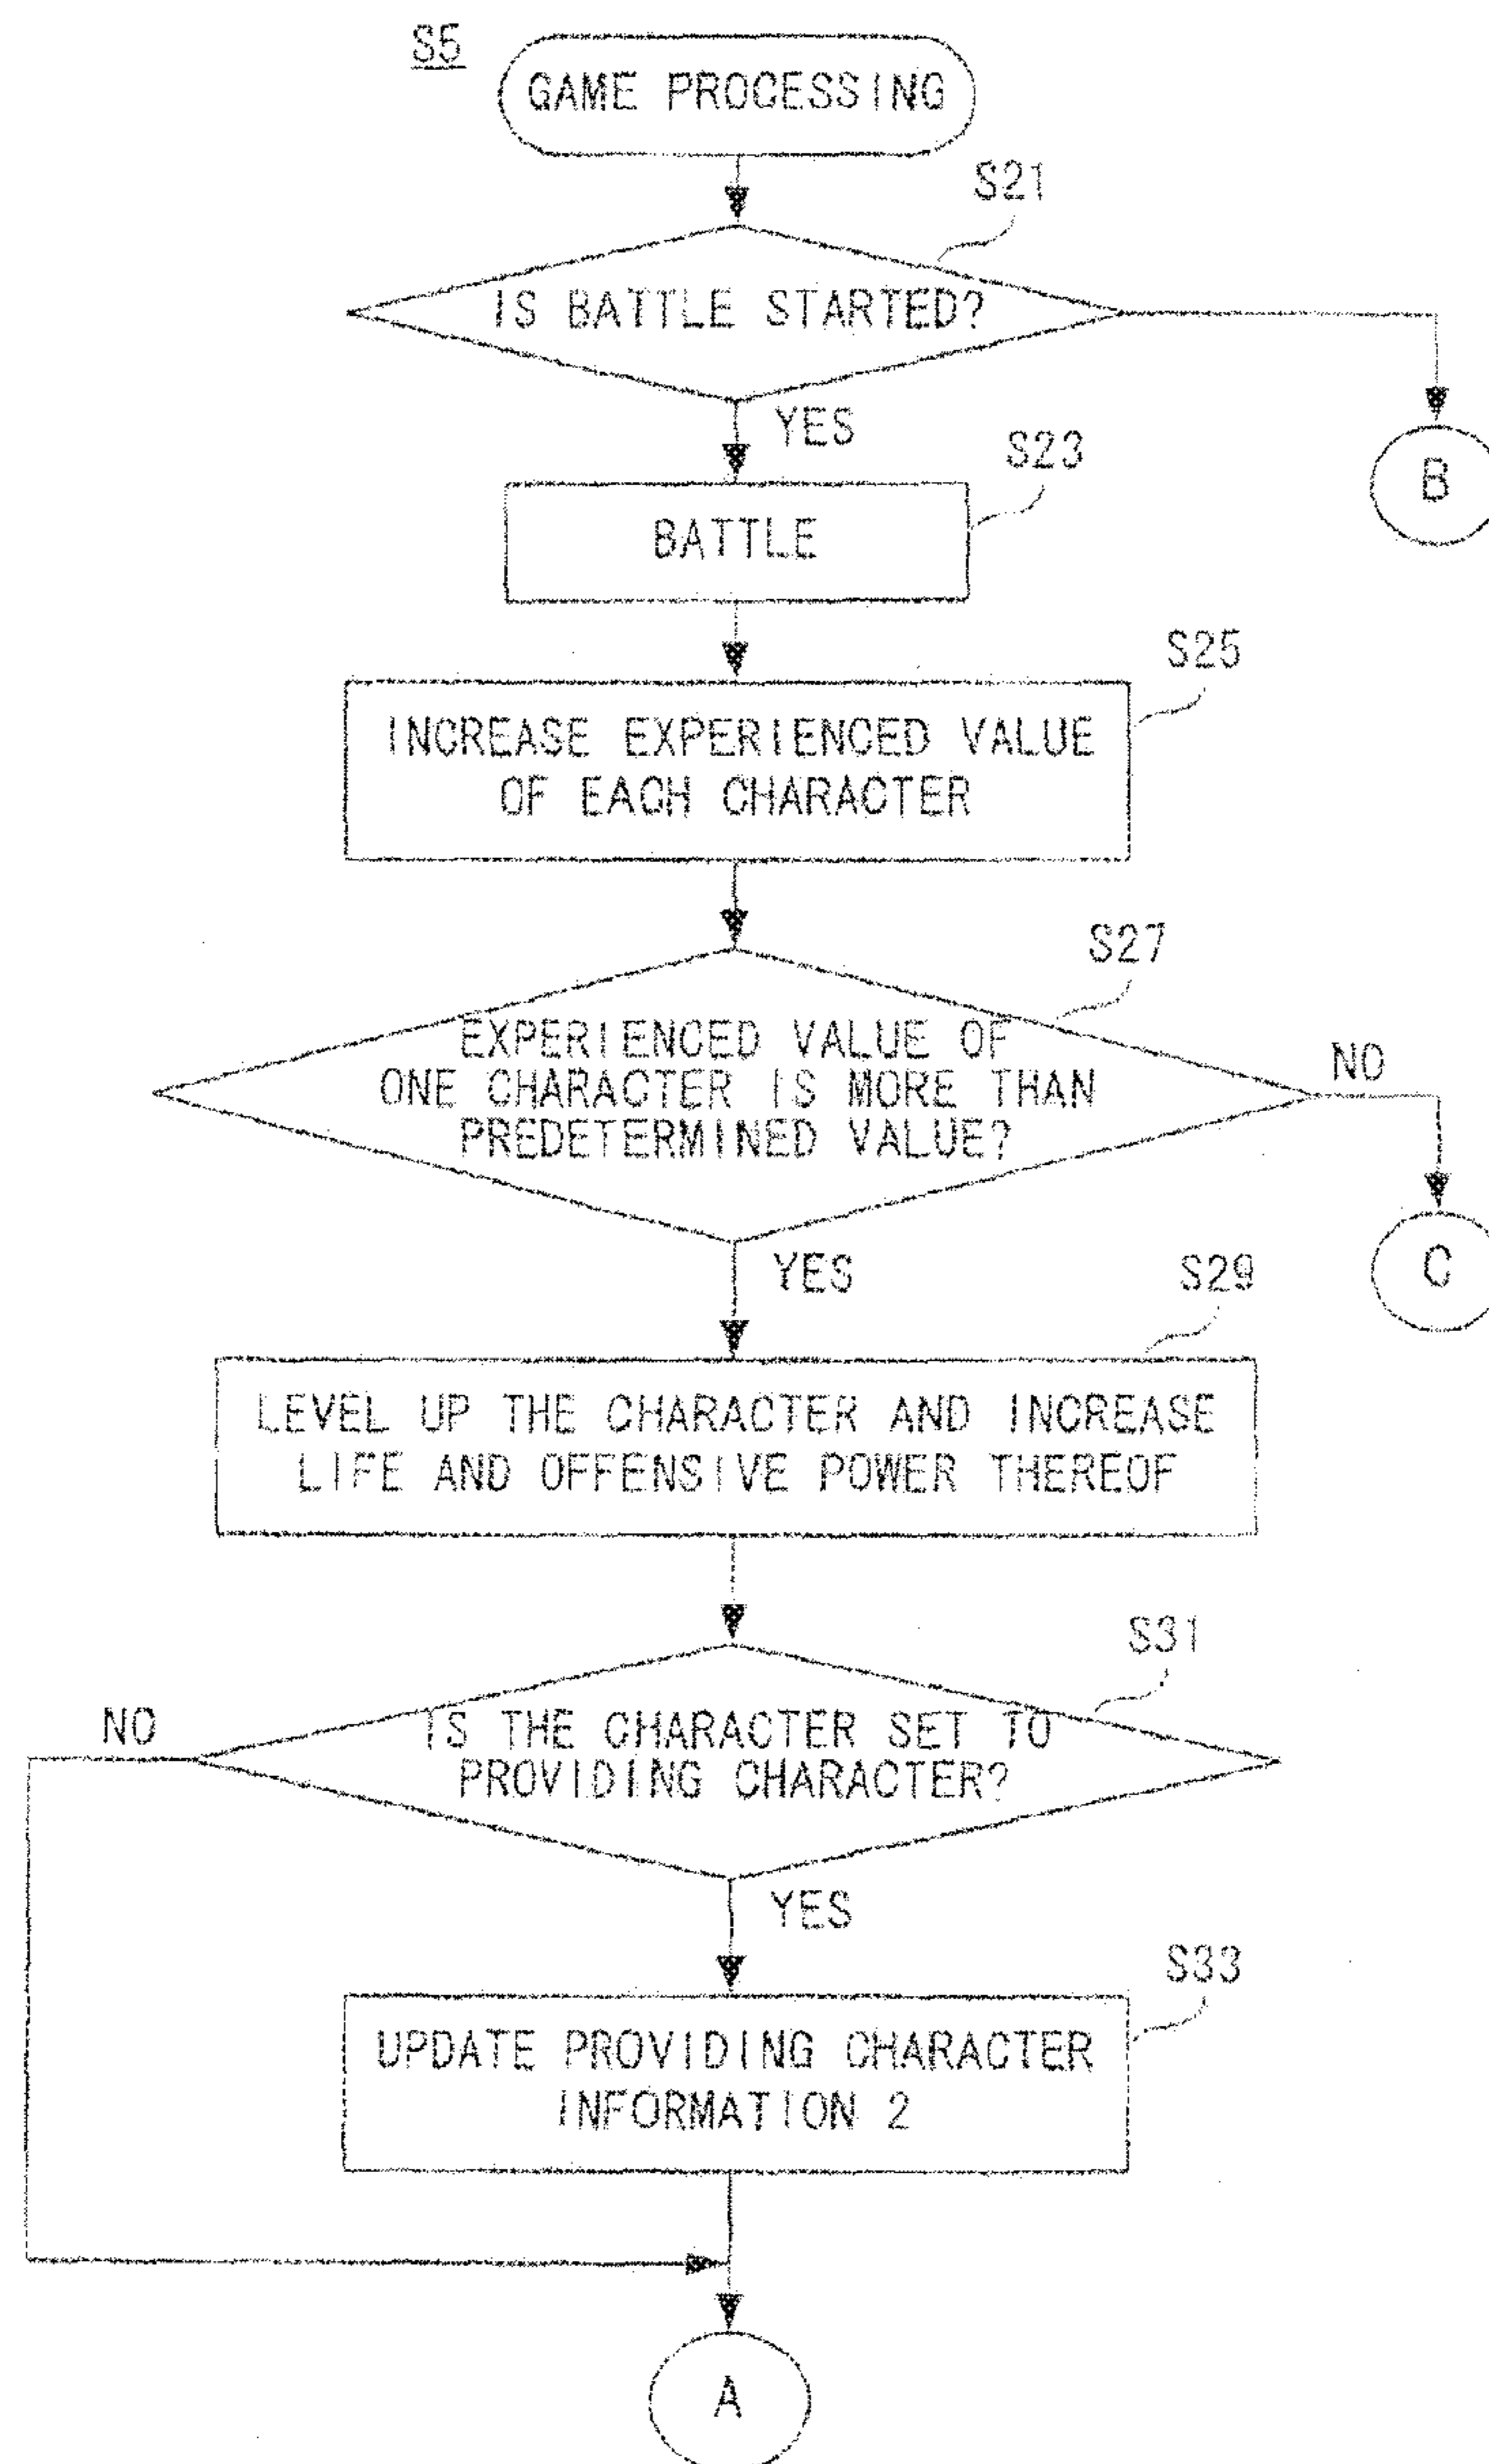 S5
GAME PROCESSING
S21
IS BATTLE STARTED?
YES
B
S23
BATTLE
S25
INCREASE EXPERIENCED VALUE
OF EACH CHARACTER
S27
EXPERIENCED VALUE OF
ONE CHARACTER IS MORE THAN
PREDETERMINED VALUE?
NO
C
YES
S29
LEVEL UP THE CHARACTER AND INCREASE
LIFE AND OFFENSIVE POWER THEREOF
S31
NO
IS THE CHARACTER SET TO
PROVIDING CHARACTER?
YES
S33
UPDATE PROVIDING CHARACTER
INFORMATION 2
A